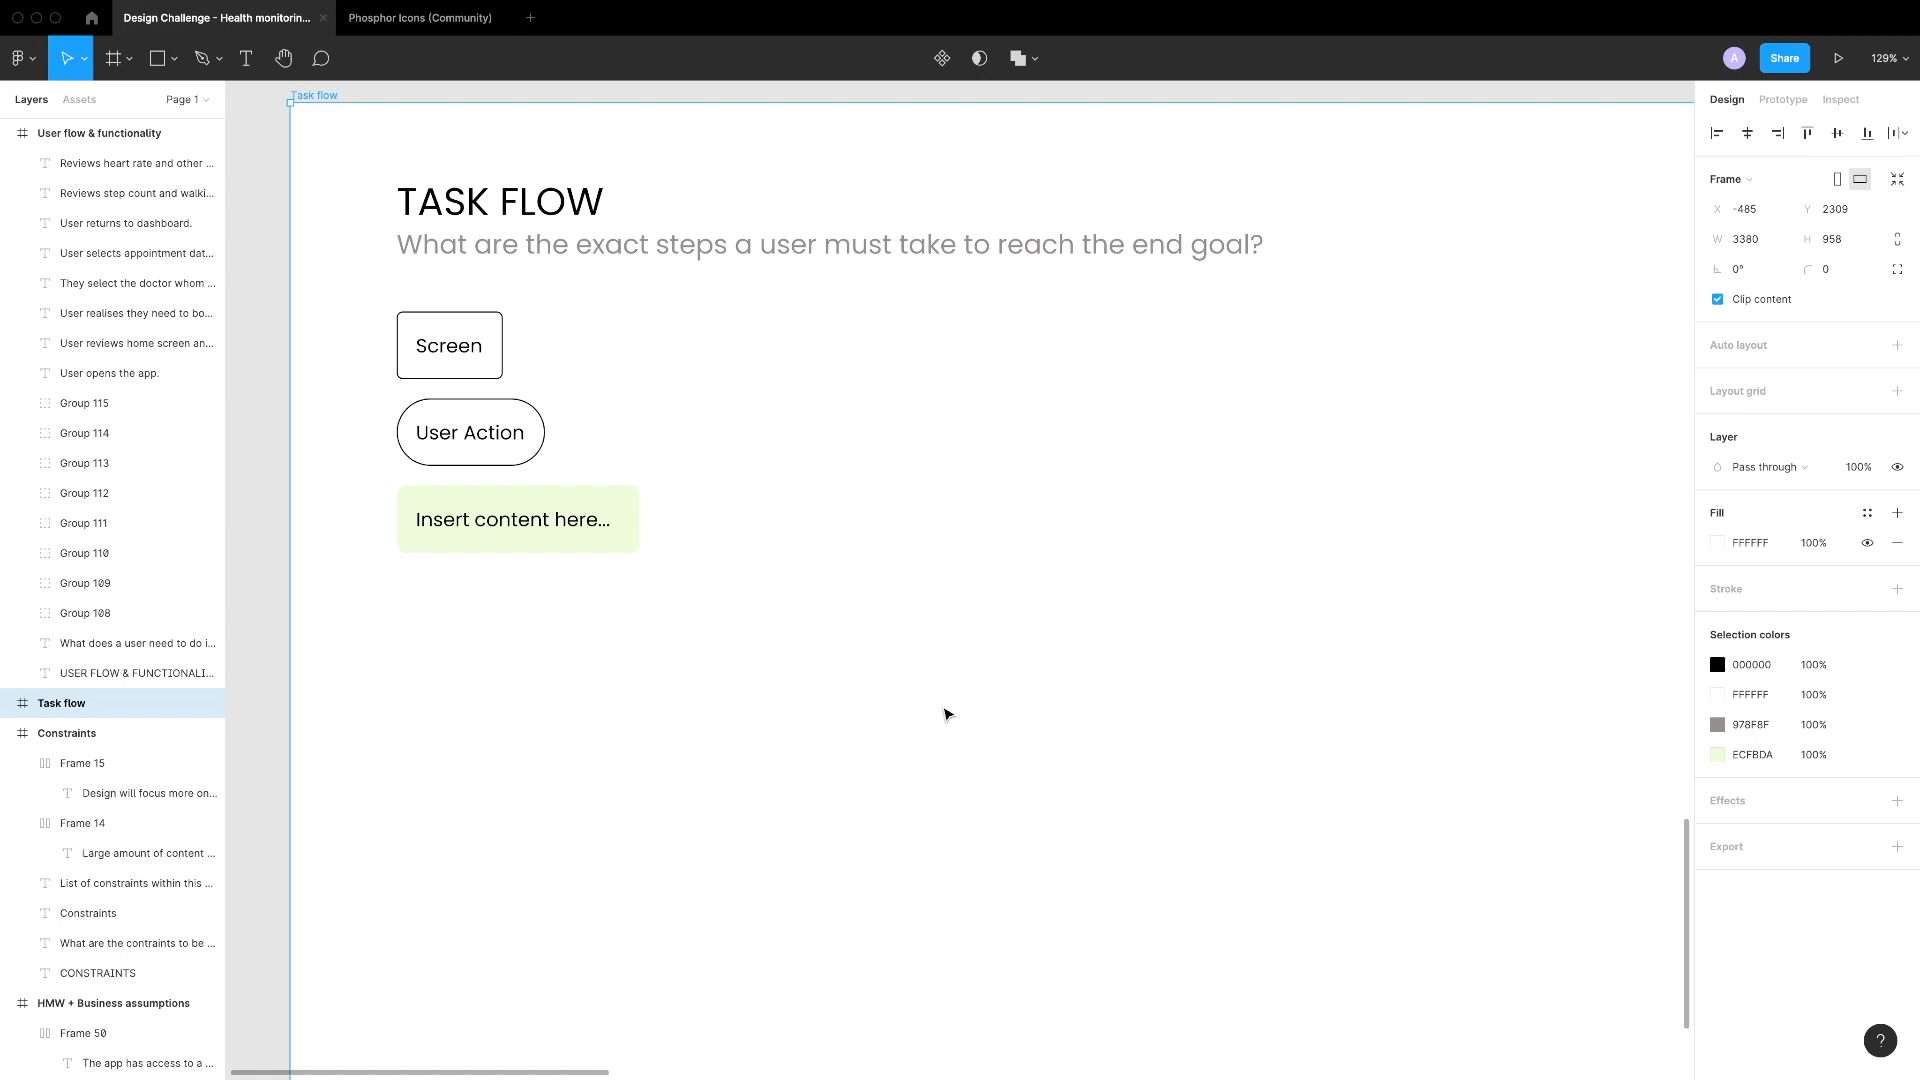 Design Challenge - Health monitorin...
Phosphor Icons (Community)
A
Share
129%
Layers
Assets
Page 1
User flow & functionality
Reviews heart rate and other ...
Reviews step count and walki...
User returns to dashboard.
User selects appointment dat...
They select the doctor whom ...
User realises they need to bo...
User reviews home screen an...
User opens the app.
Group 115
Group 114
Group 113
Group 112
Group 111
Group 110
Group 109
Group 108
What does a user need to do i...
USER FLOW & FUNCTIONALI...
Task flow
Constraints
Frame 15
Design will focus more on...
Frame 14
Large amount of content ...
List of constraints within this ...
Constraints
What are the contraints to be ...
CONSTRAINTS
HMW + Business assumptions
Frame 50
The app has access to a ...
Task flow
TASK FLOW
What are the exact steps a user must take to reach the end goal?
Screen
User Action
Insert content here...
Design
Prototype
Inspect
Frame
X -485
Y 2309
W 3380
H 958
0°
0
Clip content
Auto layout
Layout grid
Layer
Pass through
100%
Fill
FFFFFF 100%
Stroke
Selection colors
000000 100%
FFFFFF 100%
978F8F 100%
ECFBDA 100%
Effects
Export
?